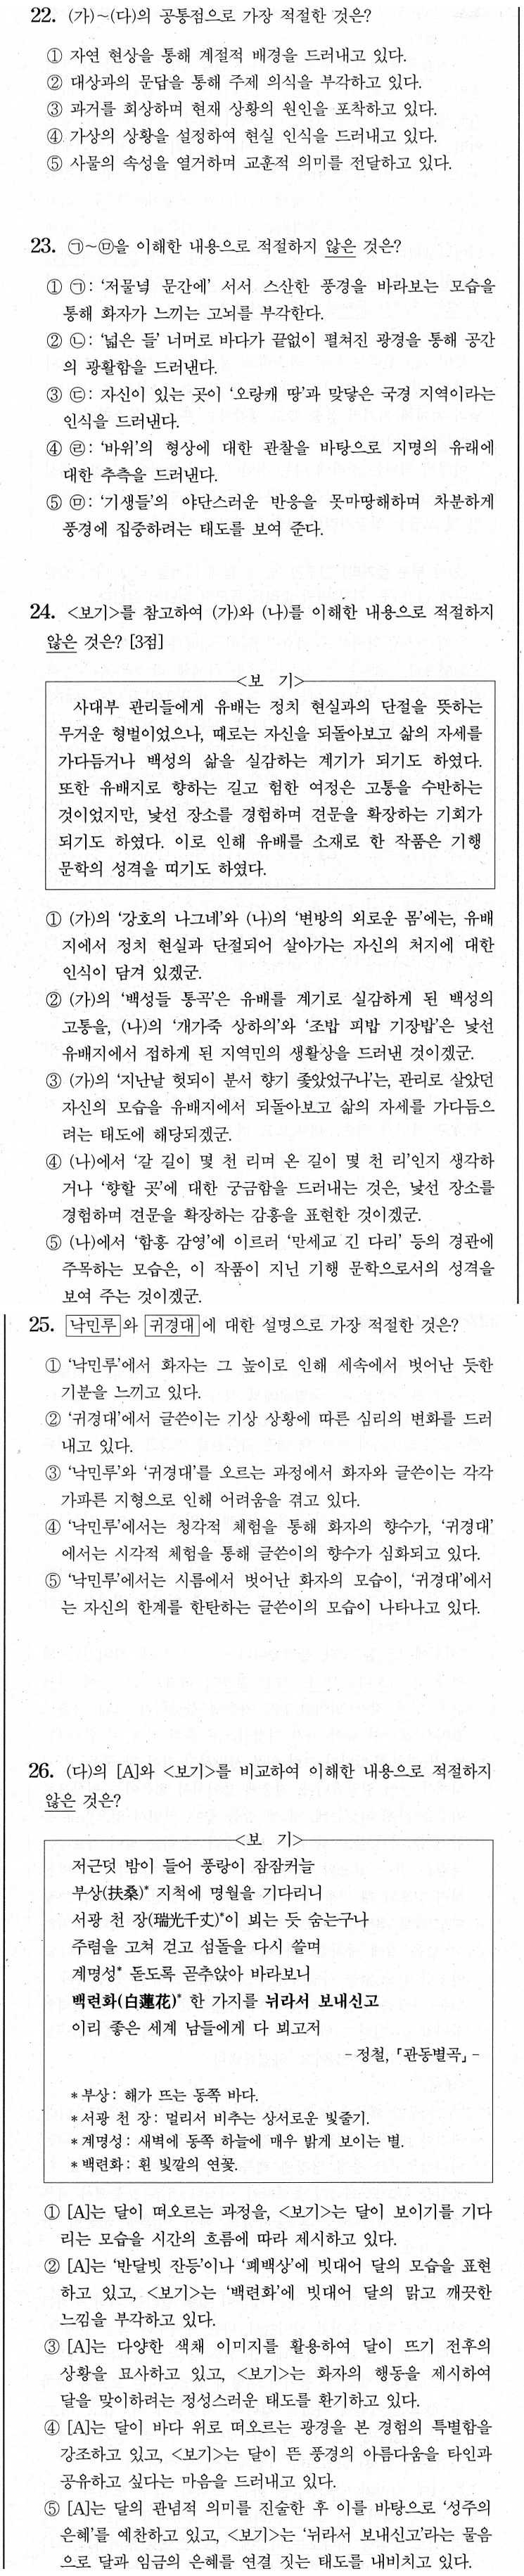 22. (가)~(다)의 공통점으로 가장 적절한 것은?
① 자연 현상을 통해 계절적 배경을 드러내고 있다.
② 대상과의 문답을 통해 주제 의식을 부각하고 있다.
③ 과거를 회상하며 현재 상황의 원인을 포착하고 있다.
④ 가상의 상황을 설정하여 현실 인식을 드러내고 있다.
⑤ 사물의 속성을 열거하며 교훈적 의미를 전달하고 있다.
23. ㉠~㉤을 이해한 내용으로 적절하지 않은 것은?
① ㉠: ‘저물녘 문간에’ 서서 스산한 풍경을 바라보는 모습을
통해 화자가 느끼는 고뇌를 부각한다.
② ㉡: ‘넓은 들’ 너머로 바다가 끝없이 펼쳐진 광경을 통해 공간
의 광활함을 드러낸다.
③ ㉢: 자신이 있는 곳이 ‘오랑캐 땅’과 맞닿은 국경 지역이라는
인식을 드러낸다.
④ ㉣: ‘바위’의 형상에 대한 관찰을 바탕으로 지명의 유래에
대한 추측을 드러낸다.
⑤ ㉤: ‘기생들’의 야단스러운 반응을 못마땅해하며 차분하게
풍경에 집중하려는 태도를 보여 준다.
24. <보기>를 참고하여 (가)와 (나)를 이해한 내용으로 적절하지
않은 것은? [3점]
<보 기>
사대부 관리들에게 유배는 정치 현실과의 단절을 뜻하는
무거운 형벌이었으나, 때로는 자신을 되돌아보고 삶의 자세를
가다듬거나 백성의 삶을 실감하는 계기가 되기도 하였다.
또한 유배지로 향하는 길고 험한 여정은 고통을 수반하는
것이었지만, 낯선 장소를 경험하며 견문을 확장하는 기회가
되기도 하였다. 이로 인해 유배를 소재로 한 작품은 기행
문학의 성격을 띠기도 하였다.
① (가)의 ‘강호의 나그네’와 (나)의 ‘변방의 외로운 몸’에는, 유배
지에서 정치 현실과 단절되어 살아가는 자신의 처지에 대한
인식이 담겨 있겠군.
② (가)의 ‘백성들 통곡’은 유배를 계기로 실감하게 된 백성의
고통을, (나)의 ‘개가죽 상하의’와 ‘조밥 피밥 기장밥’은 낯선
유배지에서 접하게 된 지역민의 생활상을 드러낸 것이겠군.
③ (가)의 ‘지난날 헛되이 분서 향기 좇았었구나’는, 관리로 살았던
자신의 모습을 유배지에서 되돌아보고 삶의 자세를 가다듬으
려는 태도에 해당되겠군.
④ (나)에서 ‘갈 길이 몇 천 리며 온 길이 몇 천 리’인지 생각하
거나 ‘향할 곳’에 대한 궁금함을 드러내는 것은, 낯선 장소를
경험하며 견문을 확장하는 감흥을 표현한 것이겠군.
⑤ (나)에서 ‘함흥 감영’에 이르러 ‘만세교 긴 다리’ 등의 경관에
주목하는 모습은, 이 작품이 지닌 기행 문학으로서의 성격을
보여 주는 것이겠군.
25. 낙민루와 귀경대에 대한 설명으로 가장 적절한 것은?
① ‘낙민루’에서 화자는 그 높이로 인해 세속에서 벗어난 듯한
기분을 느끼고 있다.
② ‘귀경대’에서 글쓴이는 기상 상황에 따른 심리의 변화를 드러
내고 있다.
③ ‘낙민루’와 ‘귀경대’를 오르는 과정에서 화자와 글쓴이는 각각
가파른 지형으로 인해 어려움을 겪고 있다.
④ ‘낙민루’에서는 청각적 체험을 통해 화자의 향수가, ‘귀경대’
에서는 시각적 체험을 통해 글쓴이의 향수가 심화되고 있다.
⑤ ‘낙민루’에서는 시름에서 벗어난 화자의 모습이, ‘귀경대’에서
는 자신의 한계를 한탄하는 글쓴이의 모습이 나타나고 있다.
26. (다)의 [A]와 <보기>를 비교하여 이해한 내용으로 적절하지
않은 것은?
<보 기>
저근덧 밤이 들어 풍랑이 잠잠커늘
부상(扶桑)* 지척에 명월을 기다리니
서광 천 장(瑞光千丈)*이 뵈는 듯 숨는구나
주렴을 고쳐 걷고 섬돌을 다시 쓸며
계명성* 돋도록 곧추앉아 바라보니
백련화(白蓮花)* 한 가지를 뉘라서 보내신고
이리 좋은 세계 남들에게 다 뵈고저
- 정철, 「관동별곡」 -
* 부상: 해가 뜨는 동쪽 바다.
* 서광 천 장: 멀리서 비추는 상서로운 빛줄기.
* 계명성: 새벽에 동쪽 하늘에 매우 밝게 보이는 별.
* 백련화: 흰 빛깔의 연꽃.
① [A]는 달이 떠오르는 과정을, <보기>는 달이 보이기를 기다
리는 모습을 시간의 흐름에 따라 제시하고 있다.
② [A]는 ‘반달빗 잔등’이나 ‘폐백상’에 빗대어 달의 모습을 표현
하고 있고, <보기>는 ‘백련화’에 빗대어 달의 맑고 깨끗한
느낌을 부각하고 있다.
③ [A]는 다양한 색채 이미지를 활용하여 달이 뜨기 전후의
상황을 묘사하고 있고, <보기>는 화자의 행동을 제시하여
달을 맞이하려는 정성스러운 태도를 환기하고 있다.
④ [A]는 달이 바다 위로 떠오르는 광경을 본 경험의 특별함을
강조하고 있고, <보기>는 달이 뜬 풍경의 아름다움을 타인과
공유하고 싶다는 마음을 드러내고 있다.
⑤ [A]는 달의 관념적 의미를 진술한 후 이를 바탕으로 ‘성주의
은혜’를 예찬하고 있고, <보기>는 ‘뉘라서 보내신고’라는 물음
으로 달과 임금의 은혜를 연결 짓는 태도를 내비치고 있다.